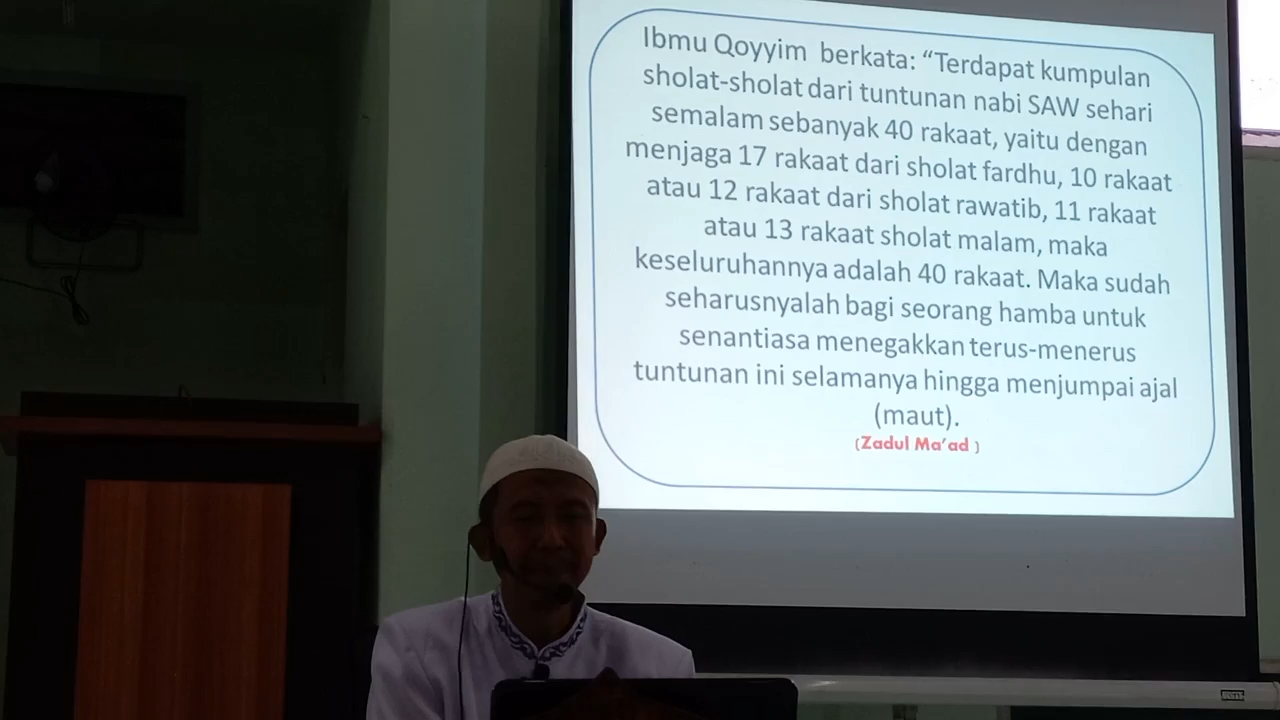 Ibmu Qoyyim berkata: “Terdapat kumpulan
sholat-sholat dari tuntunan nabi SAW sehari
semalam sebanyak 40 rakaat, yaitu dengan
menjaga 17 rakaat dari sholat fardhu, 10 rakaat
atau 12 rakaat dari sholat rawatib, 11 rakaat
atau 13 rakaat sholat malam, maka
keseluruhannya adalah 40 rakaat. Maka sudah
seharusnyalah bagi seorang hamba untuk
senantiasa menegakkan terus-menerus
tuntunan ini selamanya hingga menjumpai ajal
(maut).
(Zadul Ma’ad )